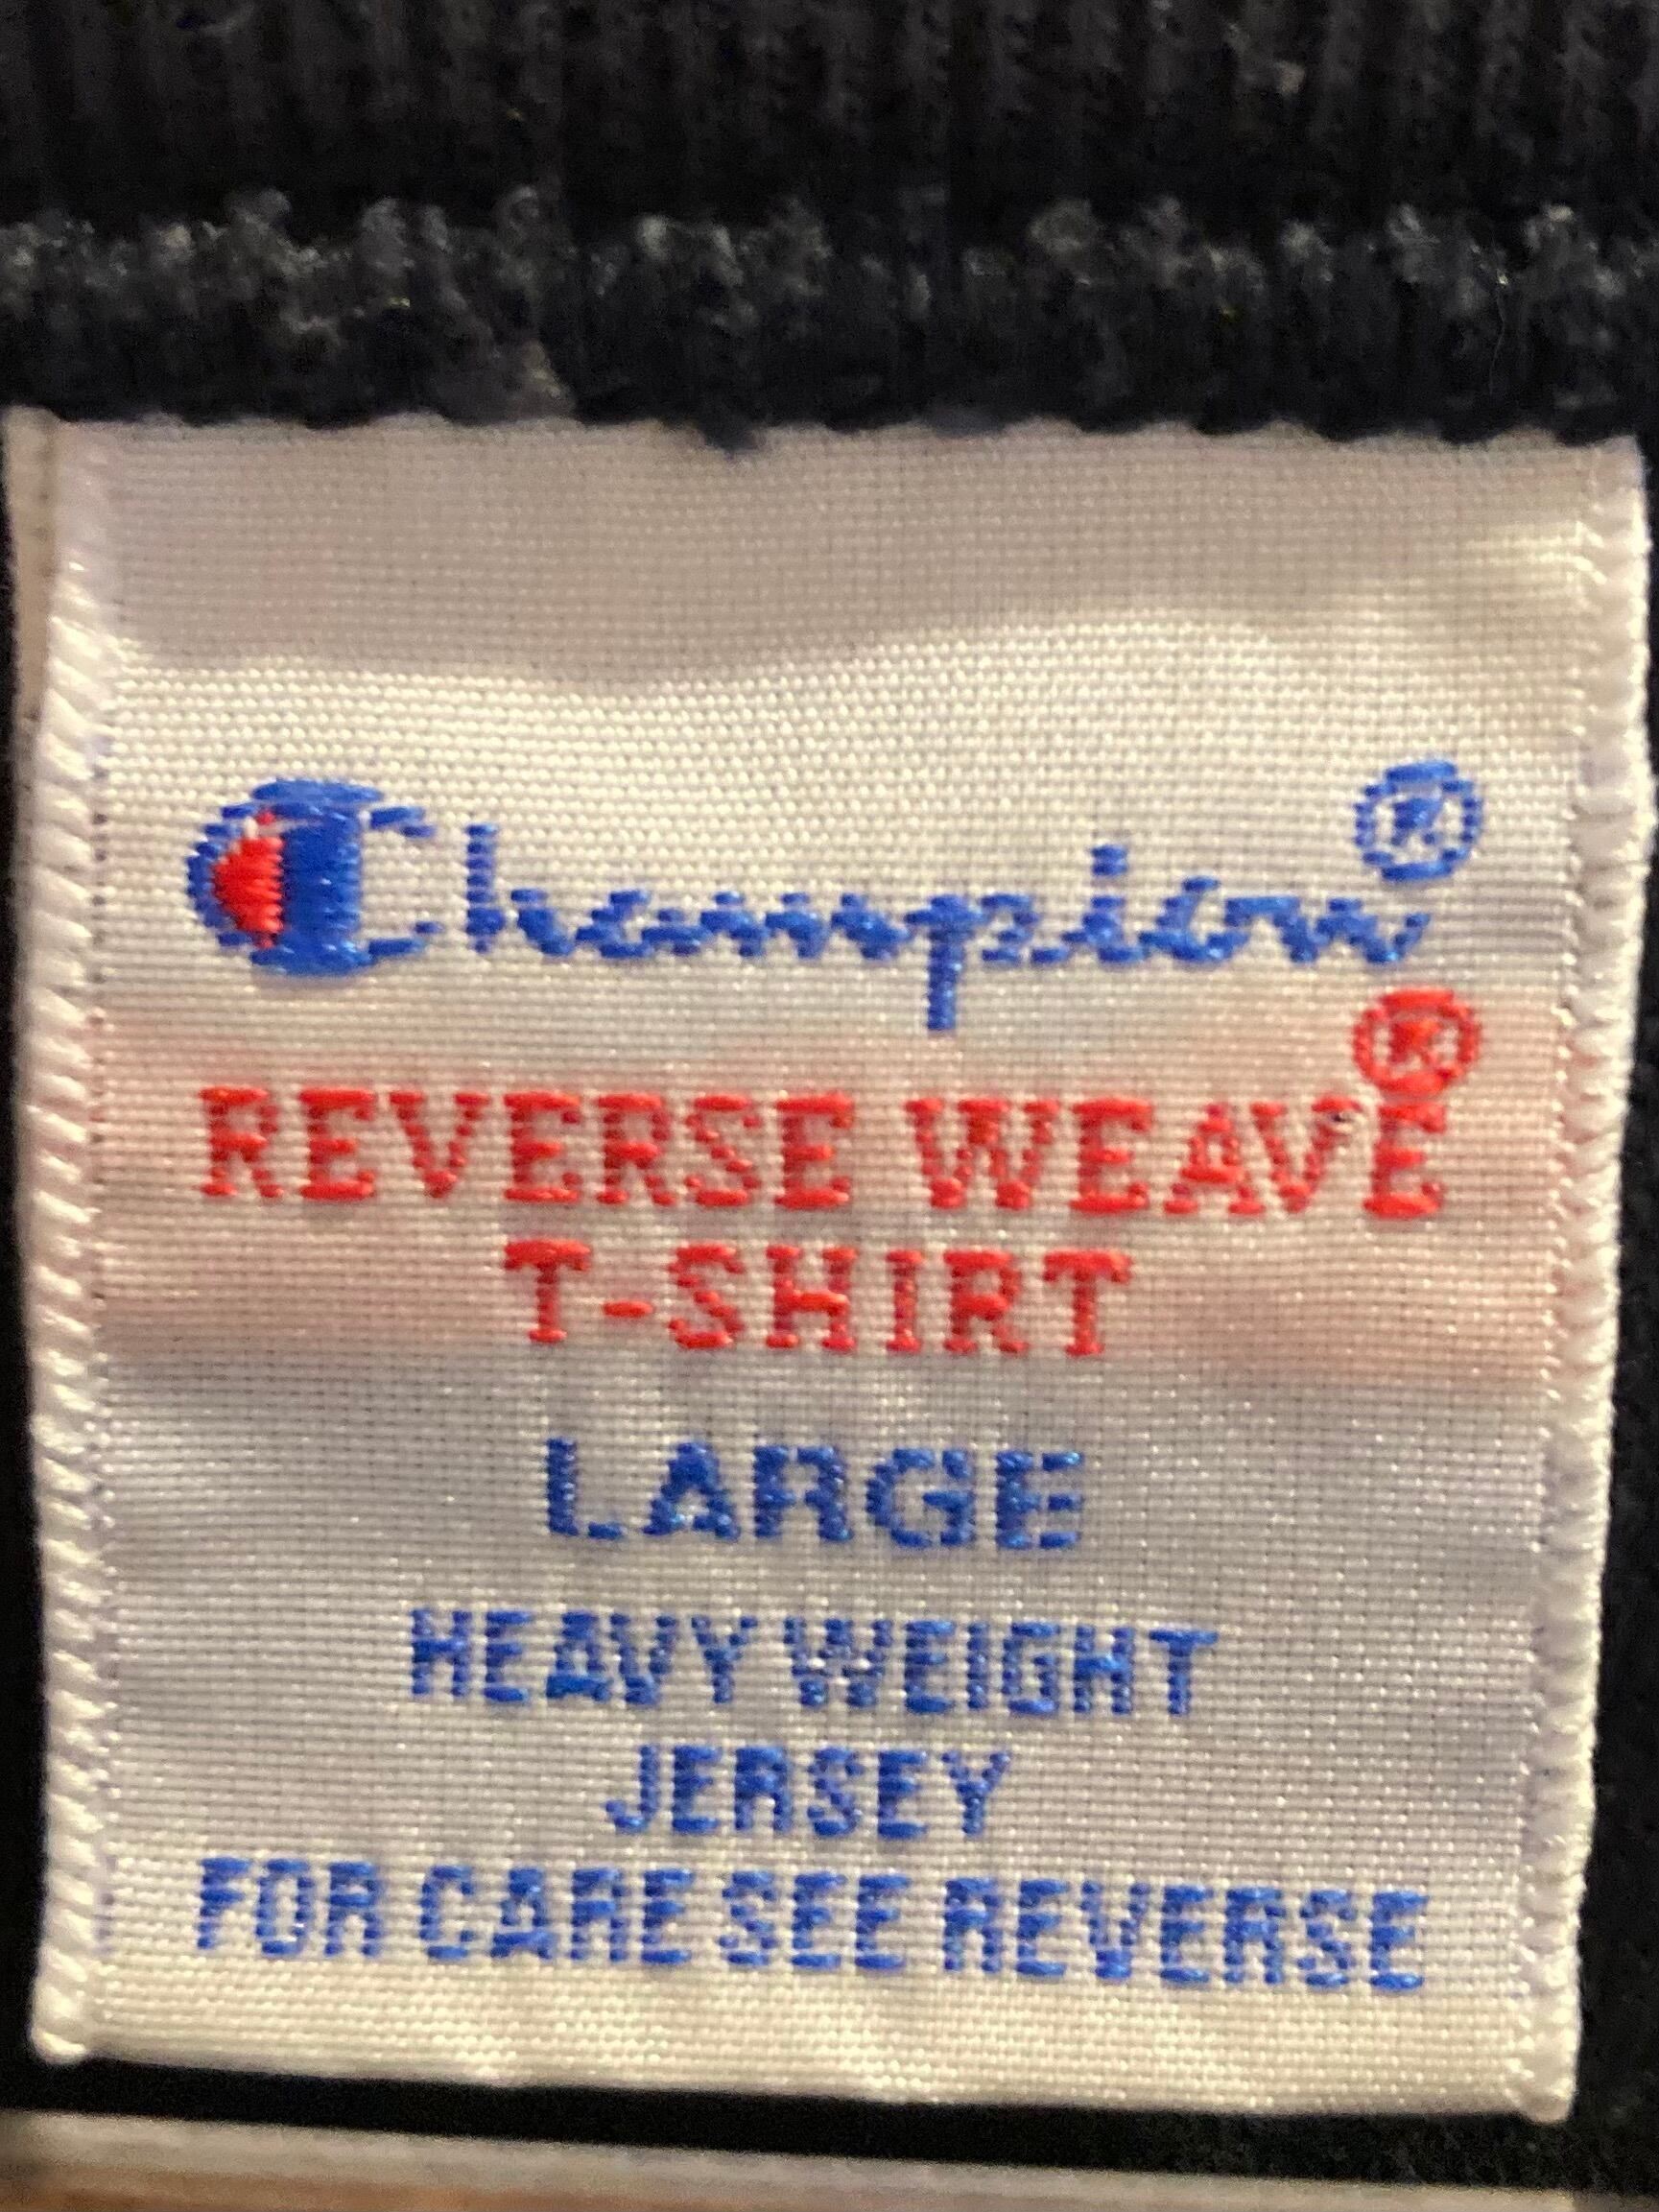 Champion®
REVERSE WEAVE®
T-SHIRT
LARGE
HEAVY WEIGHT
JERSEY
FOR CARE SEE REVERSE